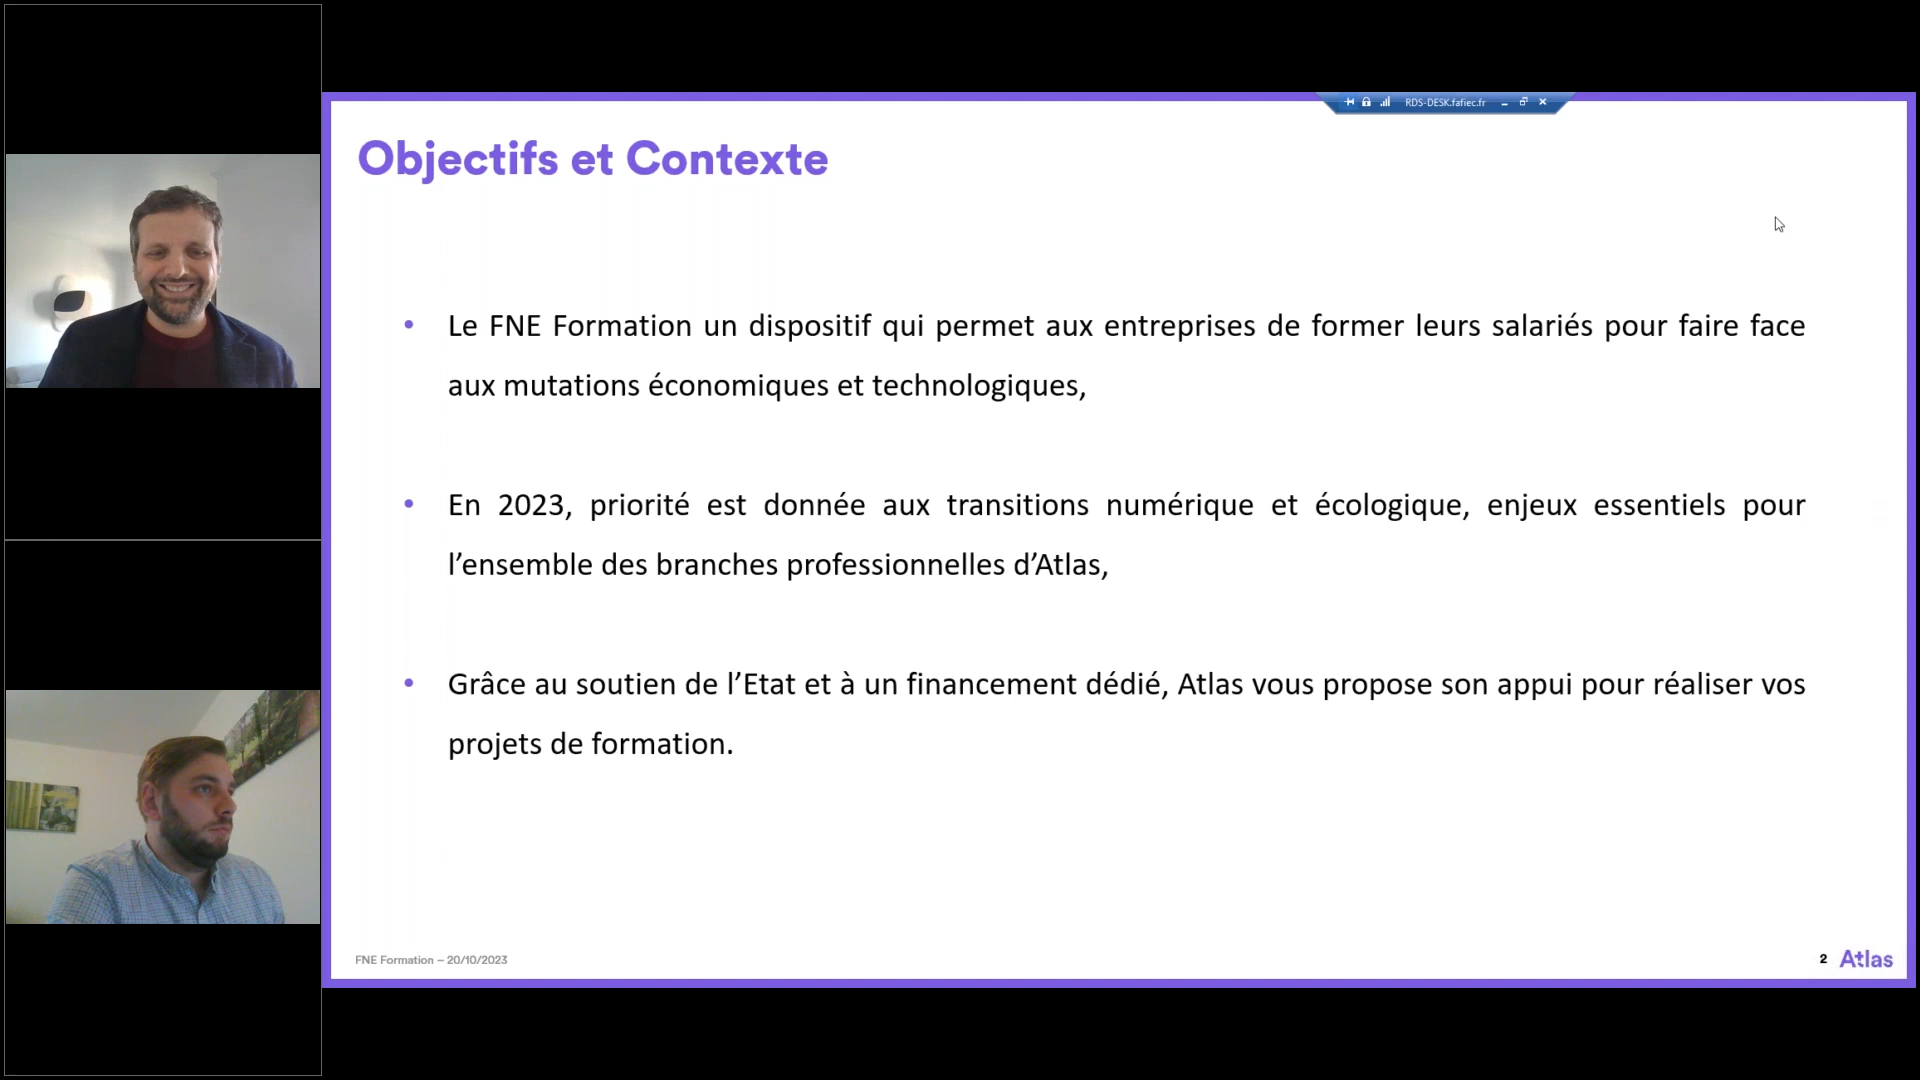 RDS-DESK.fafiec.fr
Objectifs et Contexte
• Le FNE Formation un dispositif qui permet aux entreprises de former leurs salariés pour faire face
aux mutations économiques et technologiques,
• En 2023, priorité est donnée aux transitions numérique et écologique, enjeux essentiels pour
l’ensemble des branches professionnelles d’Atlas,
• Grâce au soutien de l’Etat et à un financement dédié, Atlas vous propose son appui pour réaliser vos
projets de formation.
FNE Formation – 20/10/2023
2 Atlas